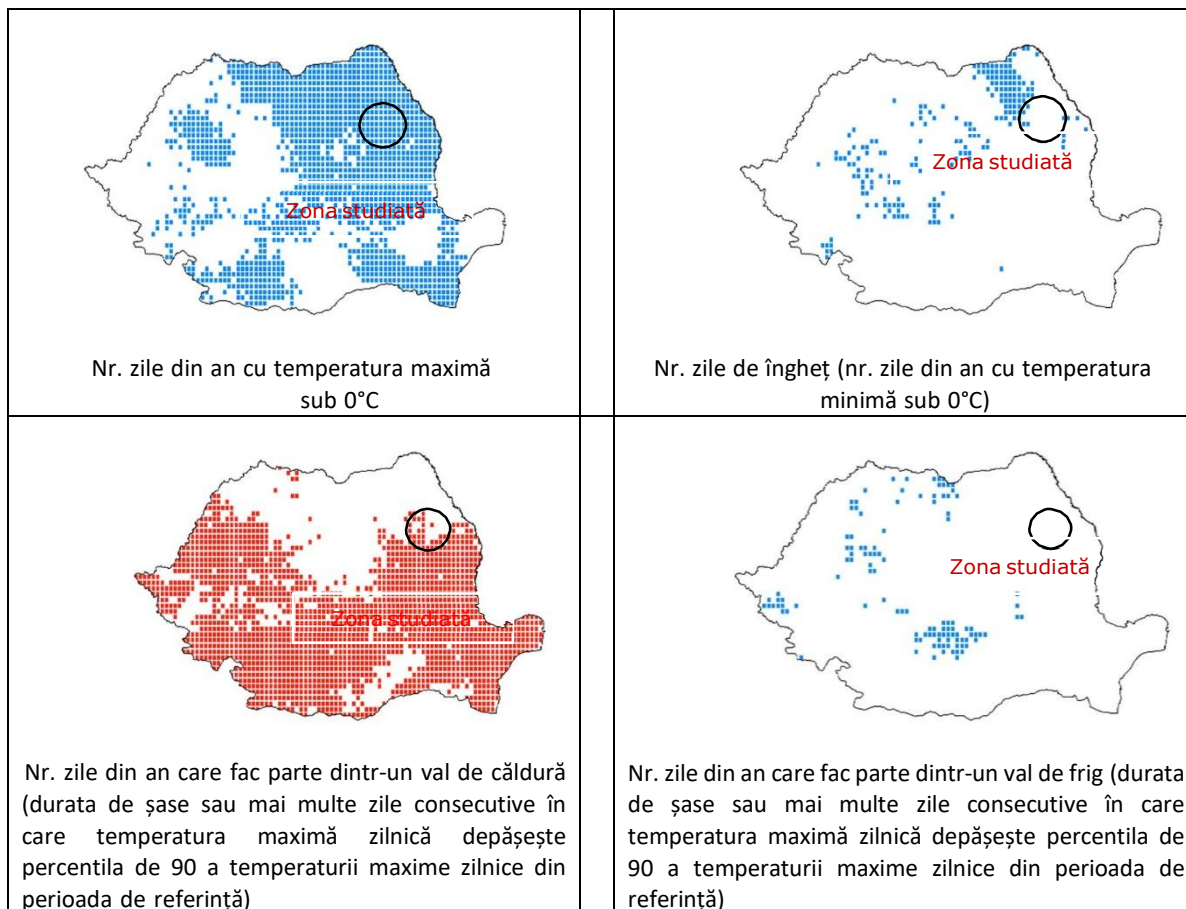 Zona studiată
Nr. zile din an cu temperatura maximă
sub 0°C
Zona studiată
Nr. zile de îngheț (nr. zile din an cu temperatura
minimă sub 0°C)
Zona studiată
Nr. zile din an care fac parte dintr-un val de căldură
(durata de șase sau mai multe zile consecutive în
care temperatura maximă zilnică depășește
percentila de 90 a temperaturii maxime zilnice din
perioada de referință)
Zona studiată
Nr. zile din an care fac parte dintr-un val de frig (durata
de șase sau mai multe zile consecutive în care
temperatura maximă zilnică depășește percentila de
90 a temperaturii maxime zilnice din perioada de
referință)